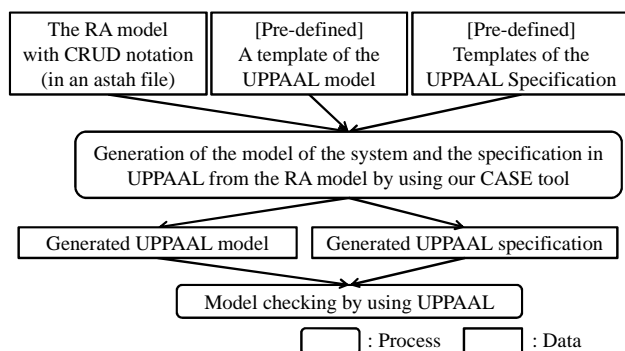 The RA model
with CRUD notation
(in an astah file)
[Pre-defined]
A template of the
UPPAAL model
[Pre-defined]
Templates of the
UPPAAL Specification
Generation of the model of the system and the specification in
UPPAAL from the RA model by using our CASE tool
Generated UPPAAL model
Generated UPPAAL specification
Model checking by using UPPAAL
: Process
: Data